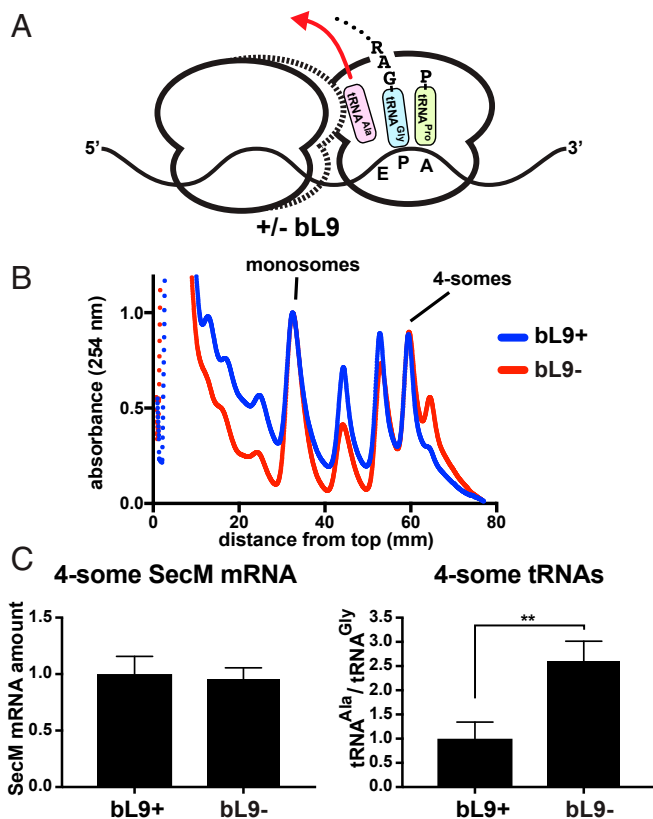 A
R
A
G
P
tRNA^Ala
tRNA^Gly
tRNA^Pro
5’
3’
E
P
A
+/- bL9
B
monosomes
4-somes
bL9+
bL9-
absorbance (254 nm)
1.0
0.5
0.0
0
20
40
60
80
distance from top (mm)
C
4-some SecM mRNA
SecM mRNA amount
1.5
1.0
0.5
0.0
bL9+
bL9-
4-some tRNAs
tRNA^Ala / tRNA^Gly
4.0
3.5
3.0
2.5
2.0
1.5
1.0
0.5
0.0
**
bL9+
bL9-